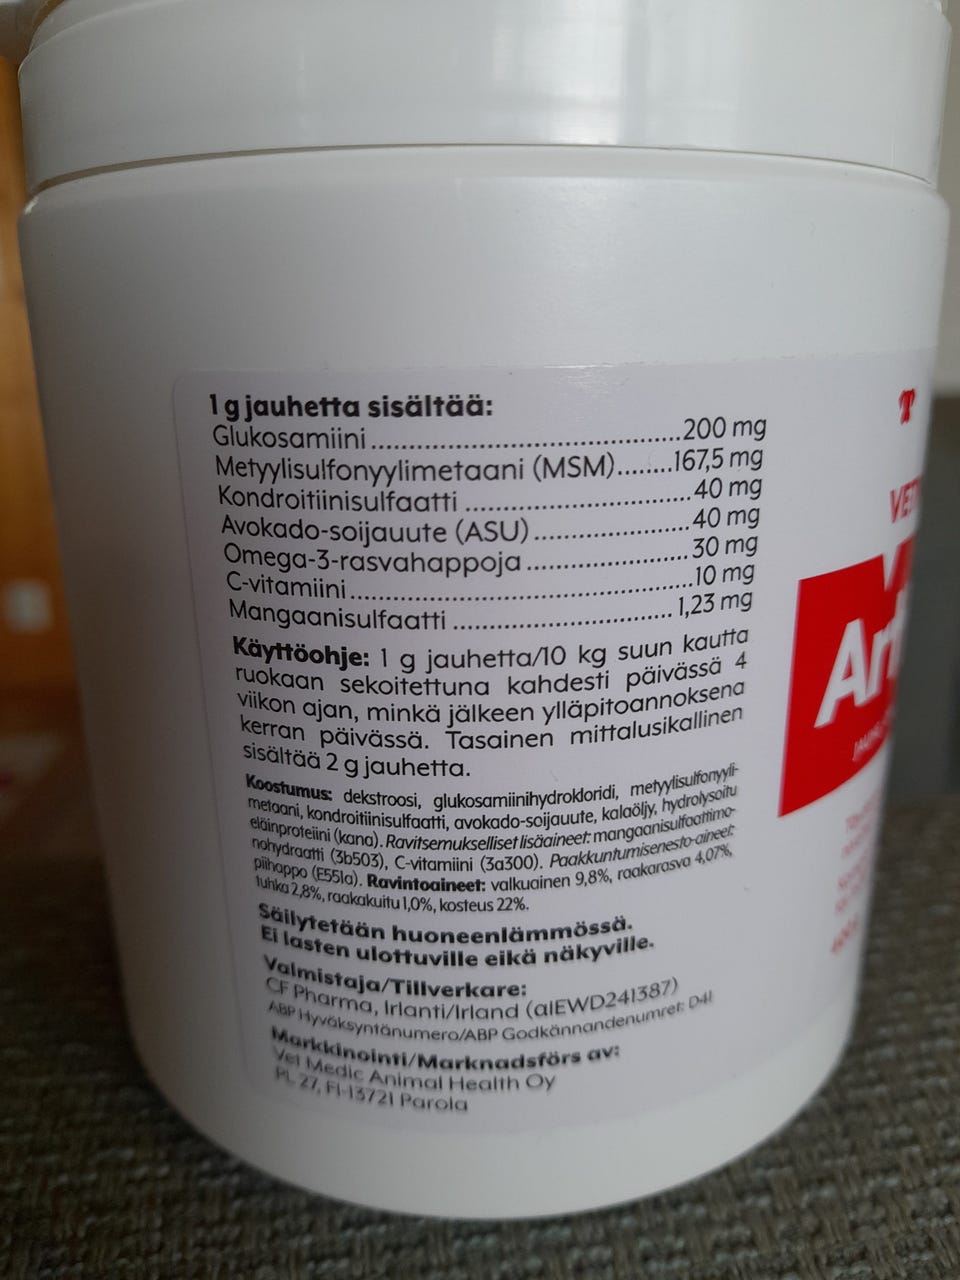 1 g jauhetta sisältää:
Glukosamiini..............................200 mg
Metyylisulfonyylimetaani (MSM)........167,5 mg
Kondroitiinisulfaatti..............................40 mg
Avokado-soijauute (ASU)....................40 mg
Omega-3-rasvahappoja....................30 mg
C-vitamiini........................................10 mg
Mangaanisulfaatti..............................1,23 mg
Käyttöohje: 1 g jauhetta/10 kg suun kautta
ruokaan sekoitettuna kahdesti päivässä 4
viikon ajan, minkä jälkeen ylläpitoannoksena
kerran päivässä. Tasainen mittalusikallinen
sisältää 2 g jauhetta.
Koostumus: dekstroosi, glukosamiinihydrokloridi, metyylisulfonyyli-
metaani, kondroitiinisulfaatti, avokado-soijauute, kalaöljy, hydrolysoitu
eläinproteiini (kana). Ravitsemukselliset lisäaineet: mangaanisulfaattimo-
nohydraatti (3b503), C-vitamiini (3a300). Paakkuuntumisenesto-aineet:
piihappo (E551a). Ravintoaineet: valkuainen 9,8%, raakarasva 4,07%,
tuhka 2,8%, raakakuitu 1,0%, kosteus 22%.
Säilytetään huoneenlämmössä.
Ei lasten ulottuville eikä näkyville.
Valmistaja/Tillverkare:
CF Pharma, Irlanti/Irland (αIEWD241387)
ABP Hyväksyntänumero/ABP Godkännandenumret: D41
Markkinointi/Marknadsförs av:
Vet Medic Animal Health Oy
PL 27, FI-13721 Parola
VET
Art